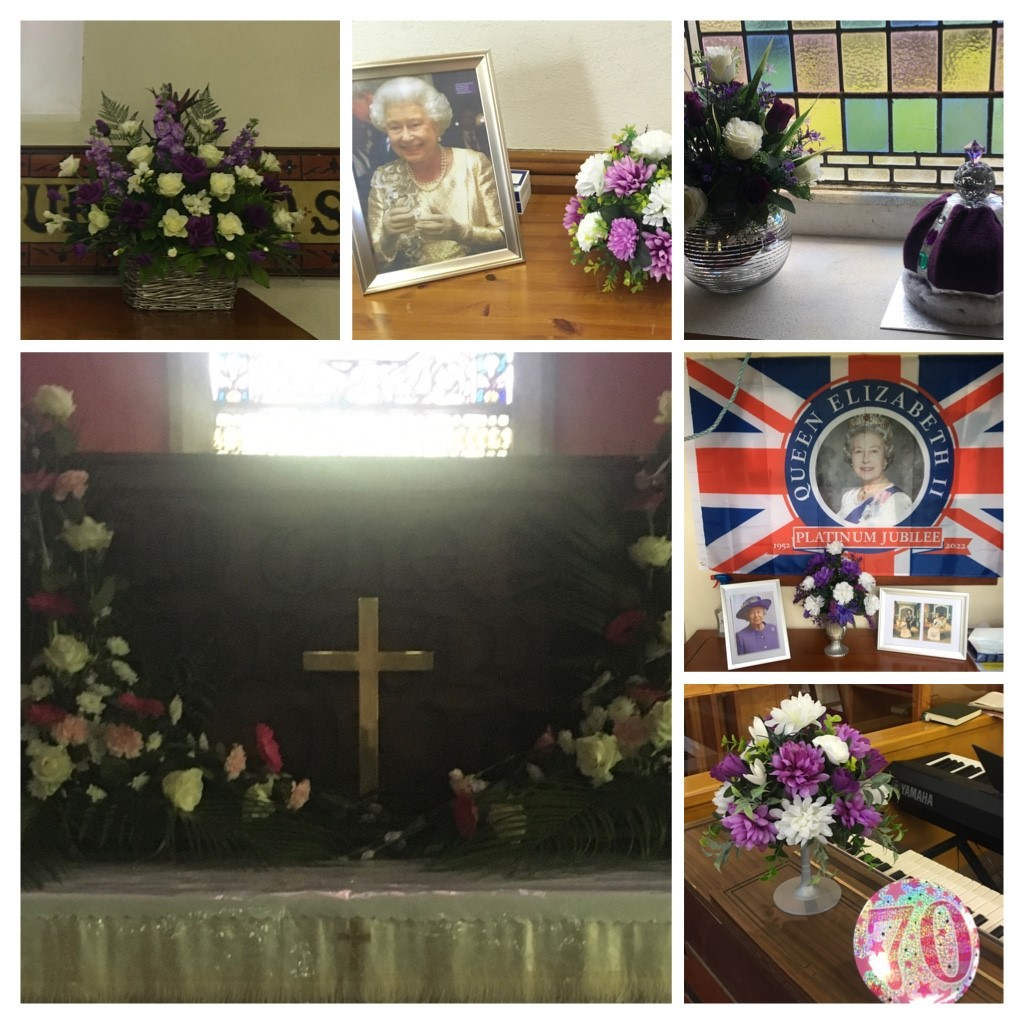 QUEEN ELIZABETH II
1952 PLATINUM JUBILEE 2022
YAMAHA
70